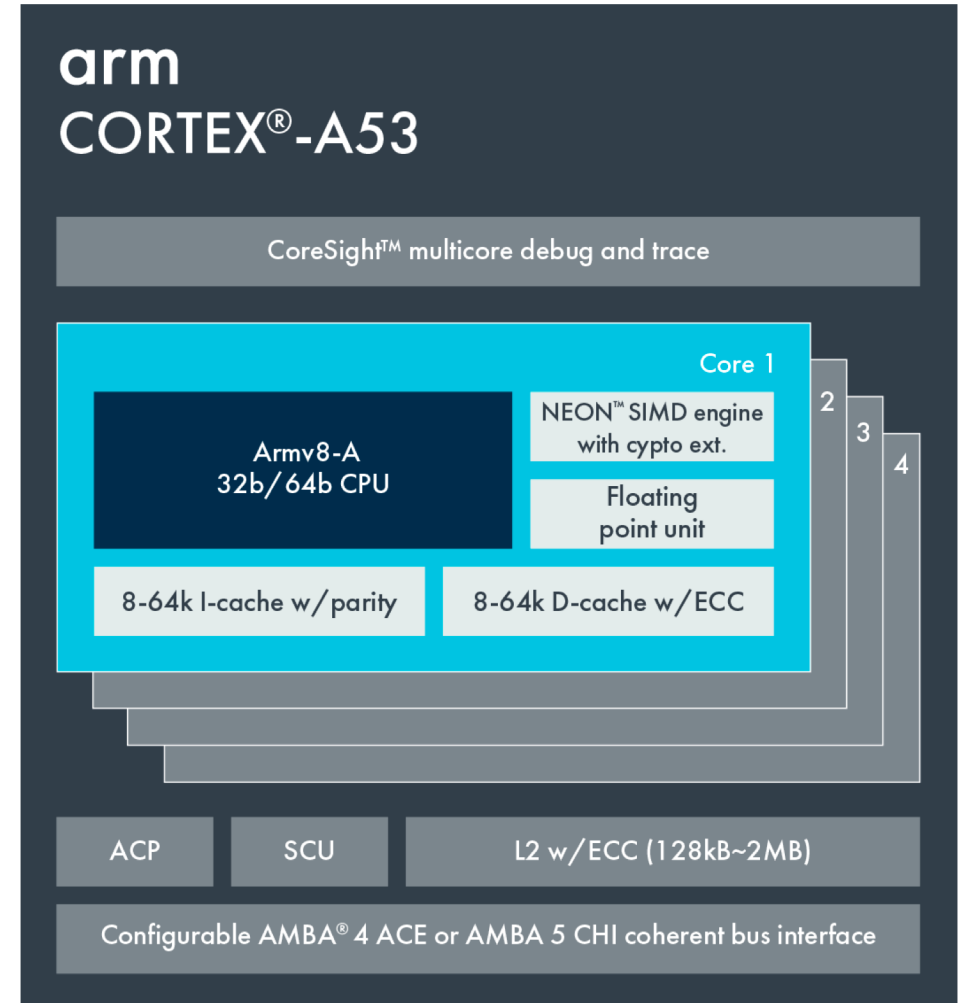 arm
CORTEX®-A53
CoreSight™ multicore debug and trace
Core 1
2
3
4
Armv8-A
32b/64b CPU
NEON™ SIMD engine
with cypto ext.
Floating
point unit
8-64k I-cache w/parity
8-64k D-cache w/ECC
ACP
SCU
L2 w/ECC (128kB~2MB)
Configurable AMBA® 4 ACE or AMBA 5 CHI coherent bus interface